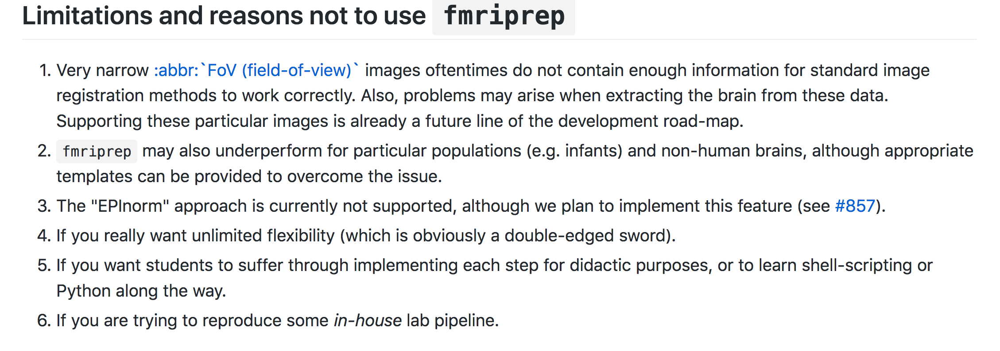 Limitations and reasons not to use fmriprep
1. Very narrow :abbr:`FoV (field-of-view)` images oftentimes do not contain enough information for standard image
registration methods to work correctly. Also, problems may arise when extracting the brain from these data.
Supporting these particular images is already a future line of the development road-map.
2. fmriprep may also underperform for particular populations (e.g. infants) and non-human brains, although appropriate
templates can be provided to overcome the issue.
3. The "EPInorm" approach is currently not supported, although we plan to implement this feature (see #857).
4. If you really want unlimited flexibility (which is obviously a double-edged sword).
5. If you want students to suffer through implementing each step for didactic purposes, or to learn shell-scripting or
Python along the way.
6. If you are trying to reproduce some in-house lab pipeline.